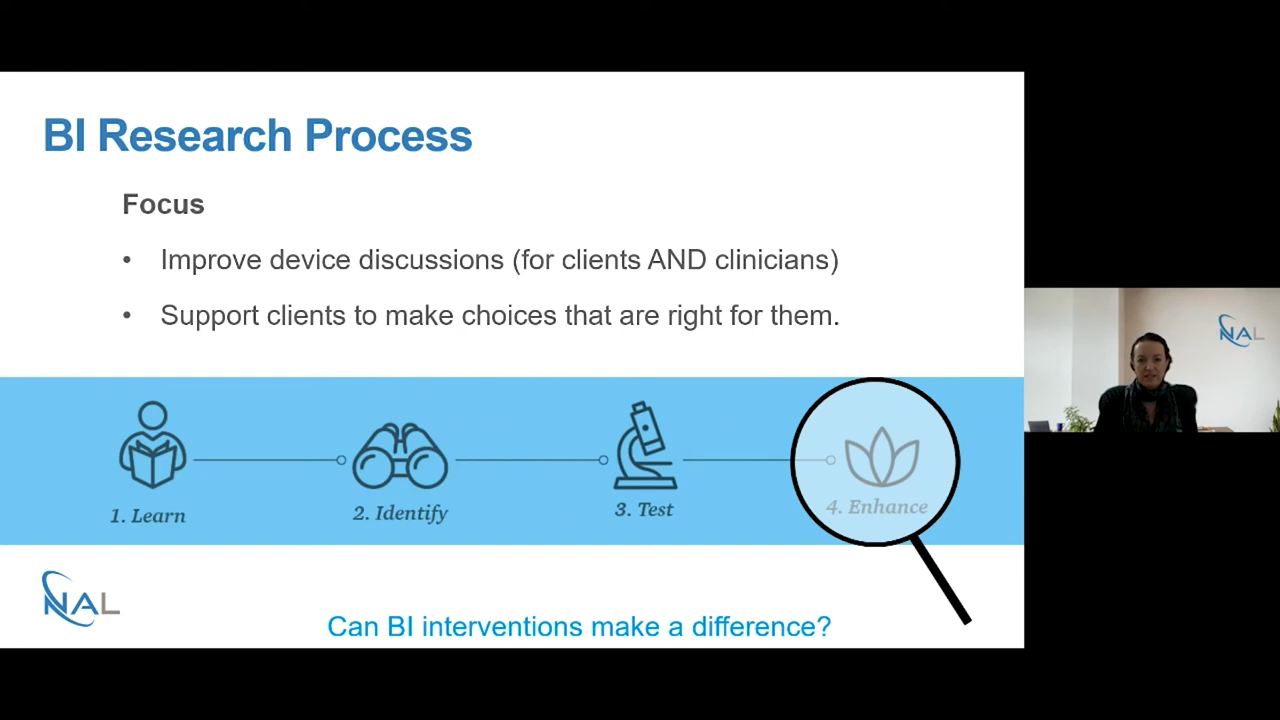 BI Research Process
Focus
• Improve device discussions (for clients AND clinicians)
• Support clients to make choices that are right for them.
1. Learn
2. Identify
3. Test
4. Enhance
NAL
Can BI interventions make a difference?
NAL